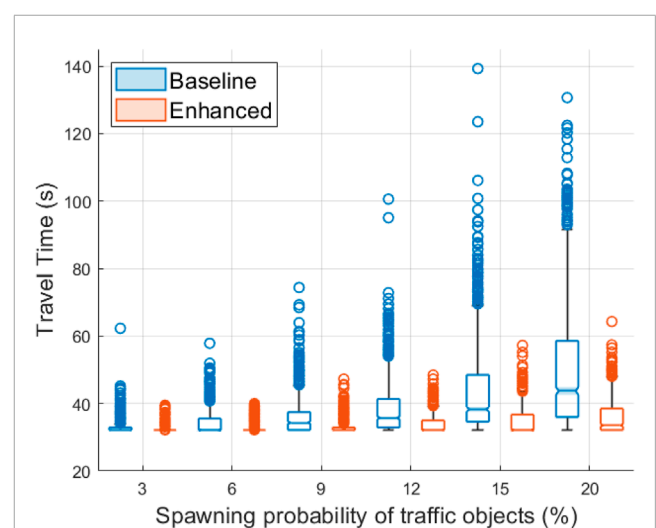 140
120
100
80
60
40
20
Travel Time (s)
Baseline
Enhanced
3 6 9 12 15 20
Spawning probability of traffic objects (%)